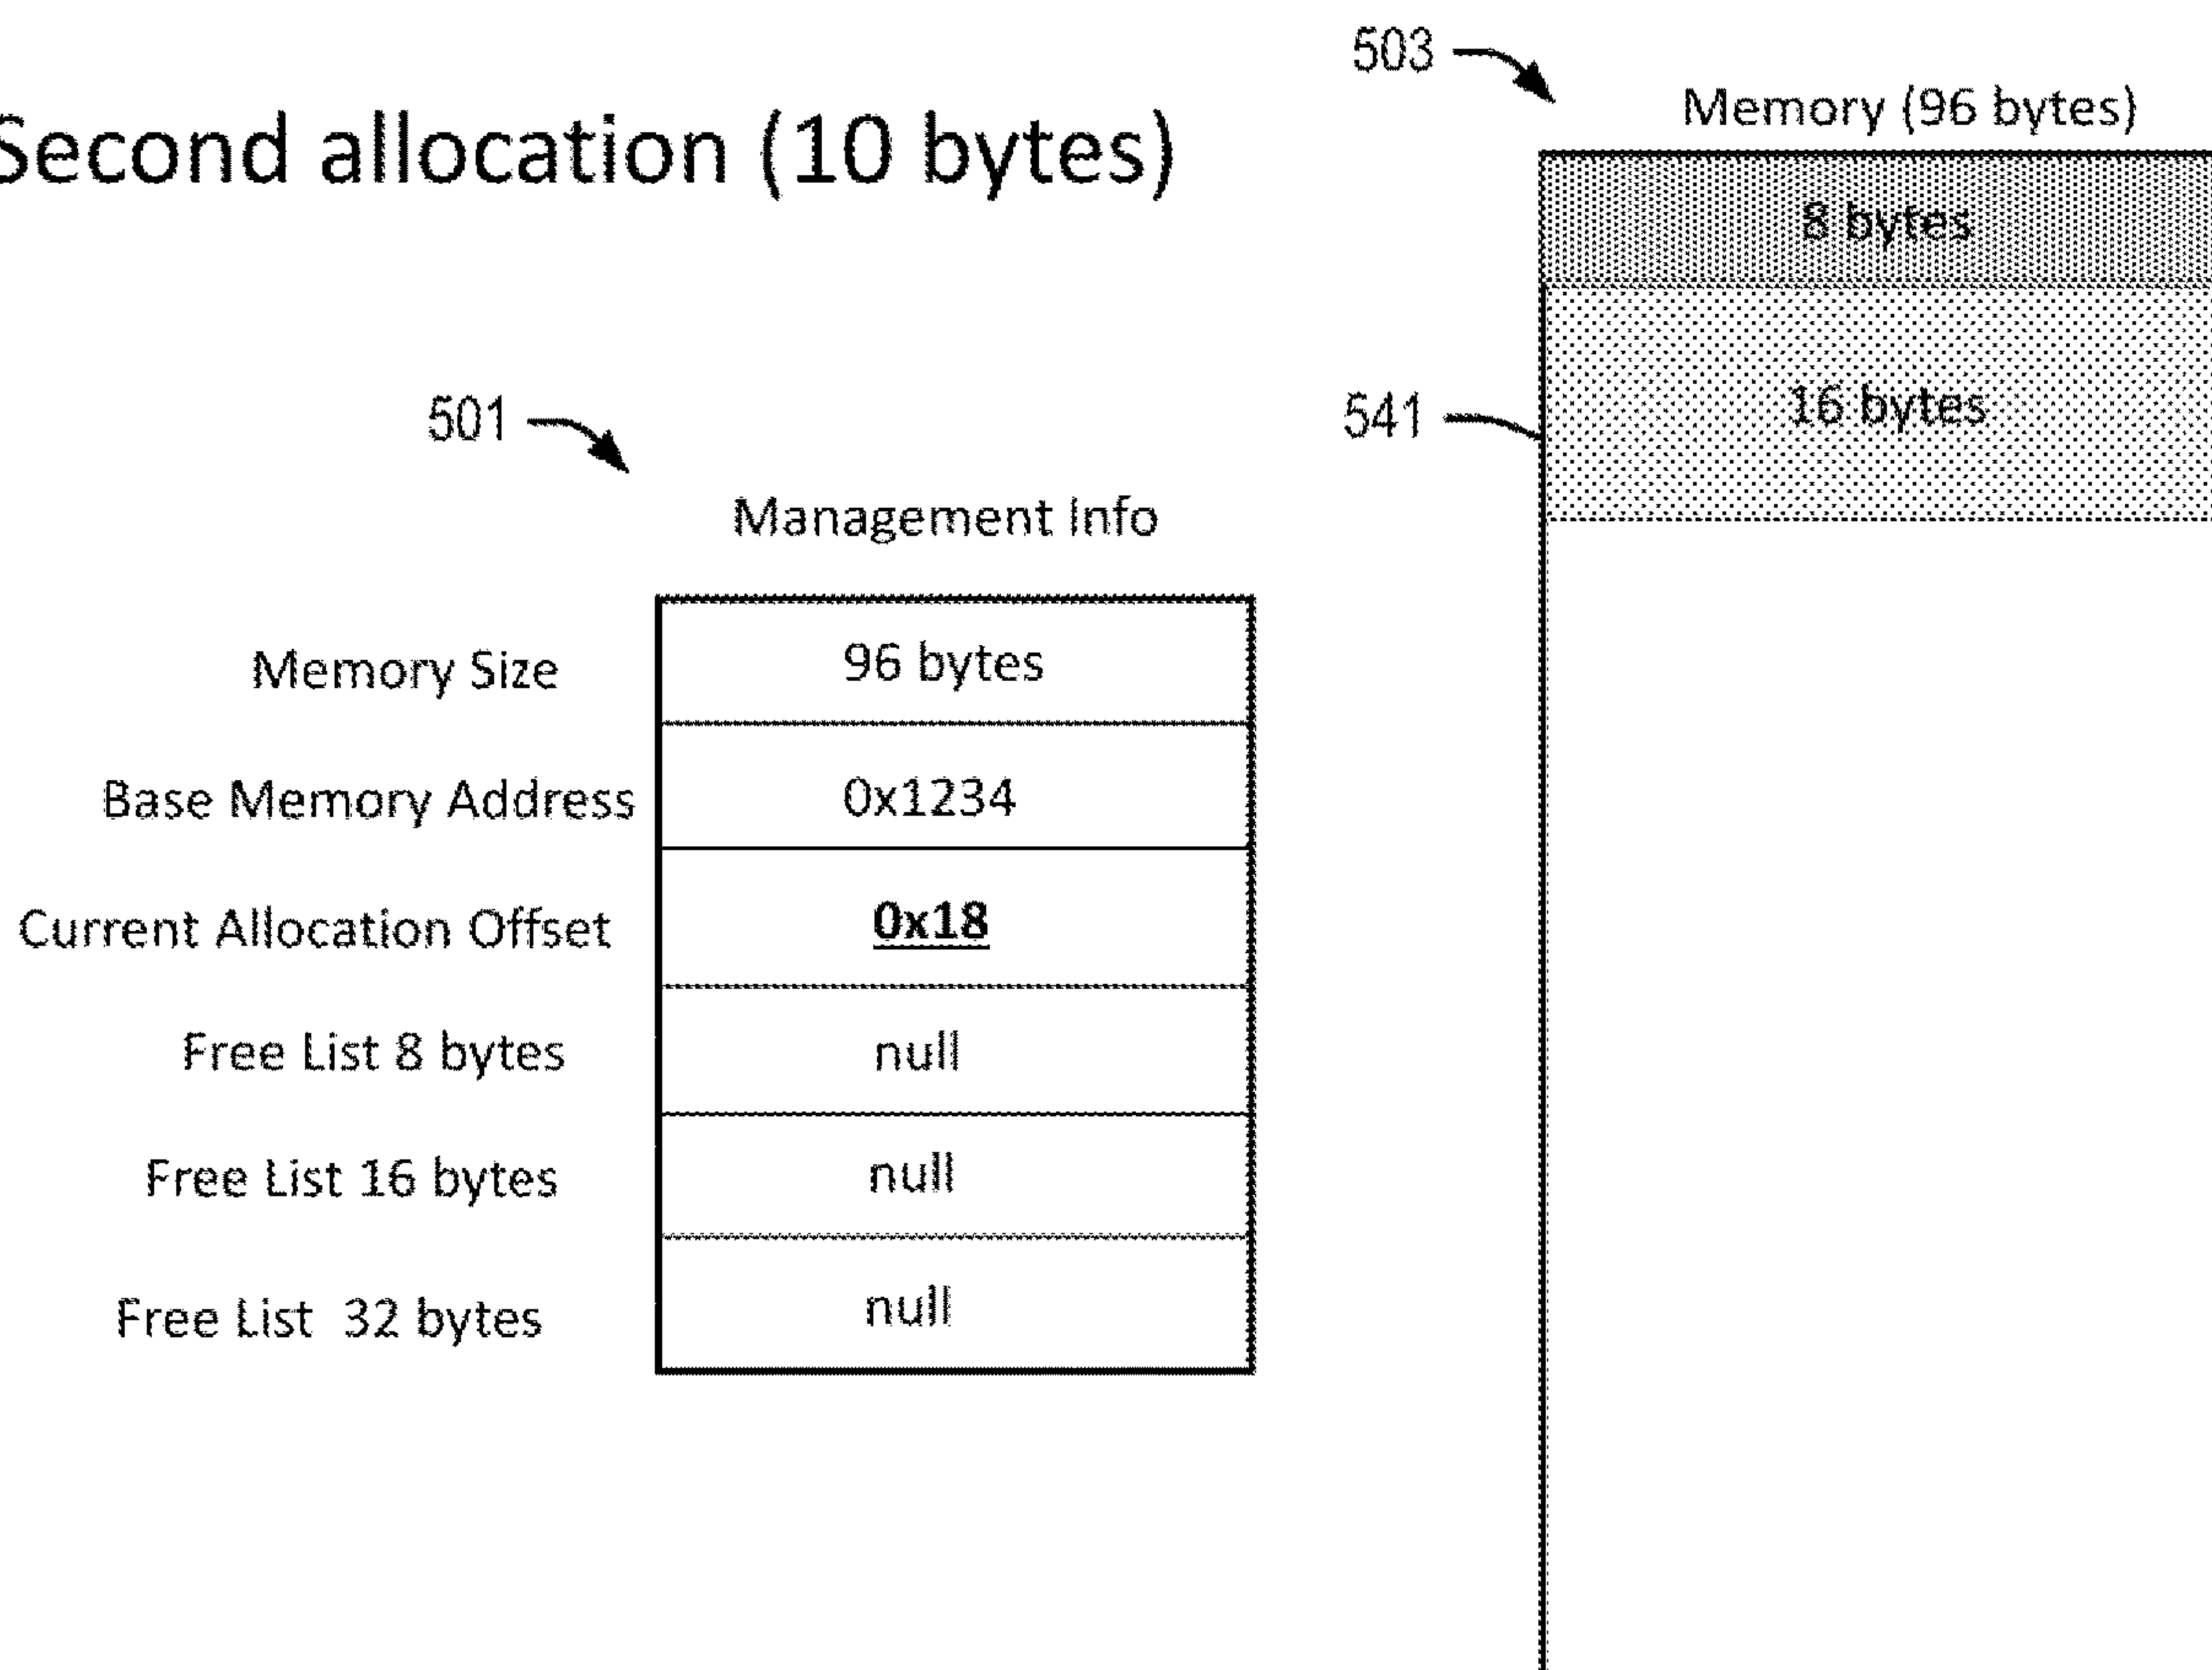 503
Memory (96 bytes)
Second allocation (10 bytes)
8 bytes
16 bytes
541
501
Management Info
Memory Size 96 bytes
Base Memory Address 0x1234
Current Allocation Offset 0x18
Free List 8 bytes null
Free List 16 bytes null
Free List 32 bytes null